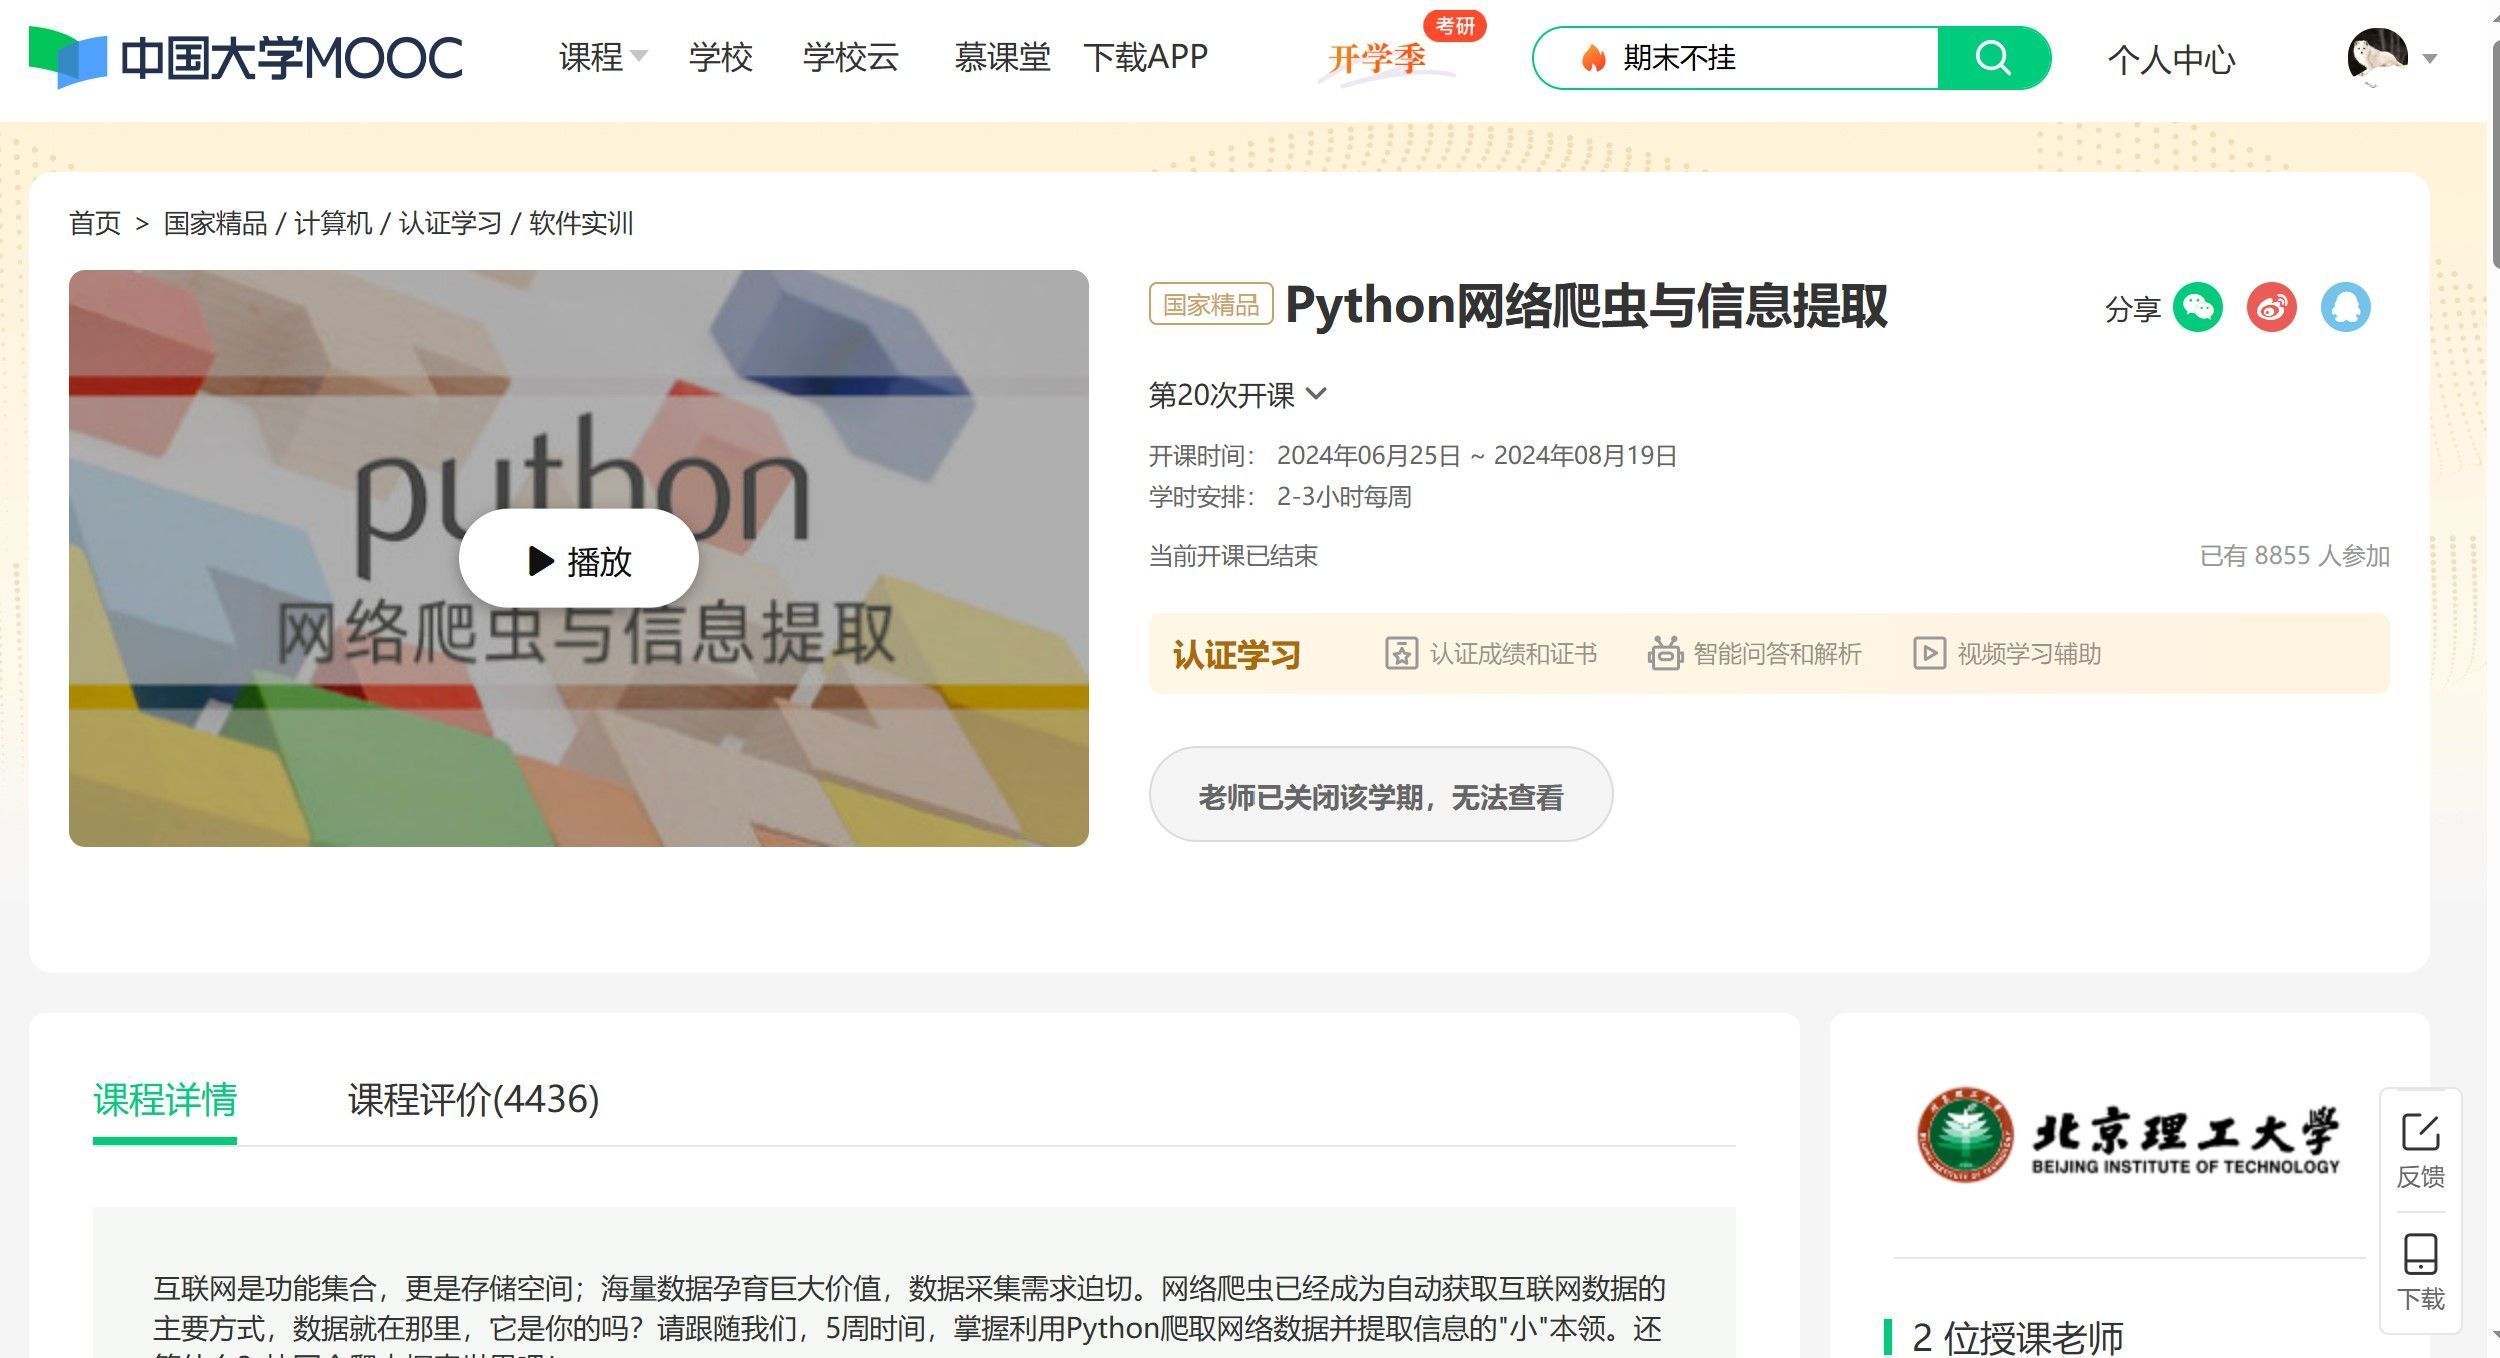 中国大学MOOC
课程
学校
学校云
慕课堂
下载APP
开学季
考研
期末不挂
个人中心
首页 > 国家精品 / 计算机 / 认证学习 / 软件实训
python
播放
网络爬虫与信息提取
国家精品 Python网络爬虫与信息提取
分享
第20次开课
开课时间： 2024年06月25日 ~ 2024年08月19日
学时安排： 2-3小时每周
当前开课已结束
已有 8855 人参加
认证学习
认证成绩和证书
智能问答和解析
视频学习辅助
老师已关闭该学期，无法查看
课程详情
课程评价(4436)
互联网是功能集合，更是存储空间；海量数据孕育巨大价值，数据采集需求迫切。网络爬虫已经成为自动获取互联网数据的
主要方式，数据就在那里，它是你的吗？请跟随我们，5周时间，掌握利用Python爬取网络数据并提取信息的"小"本领。还
北京理工大学
BEIJING INSTITUTE OF TECHNOLOGY
2 位授课老师
反馈
下载